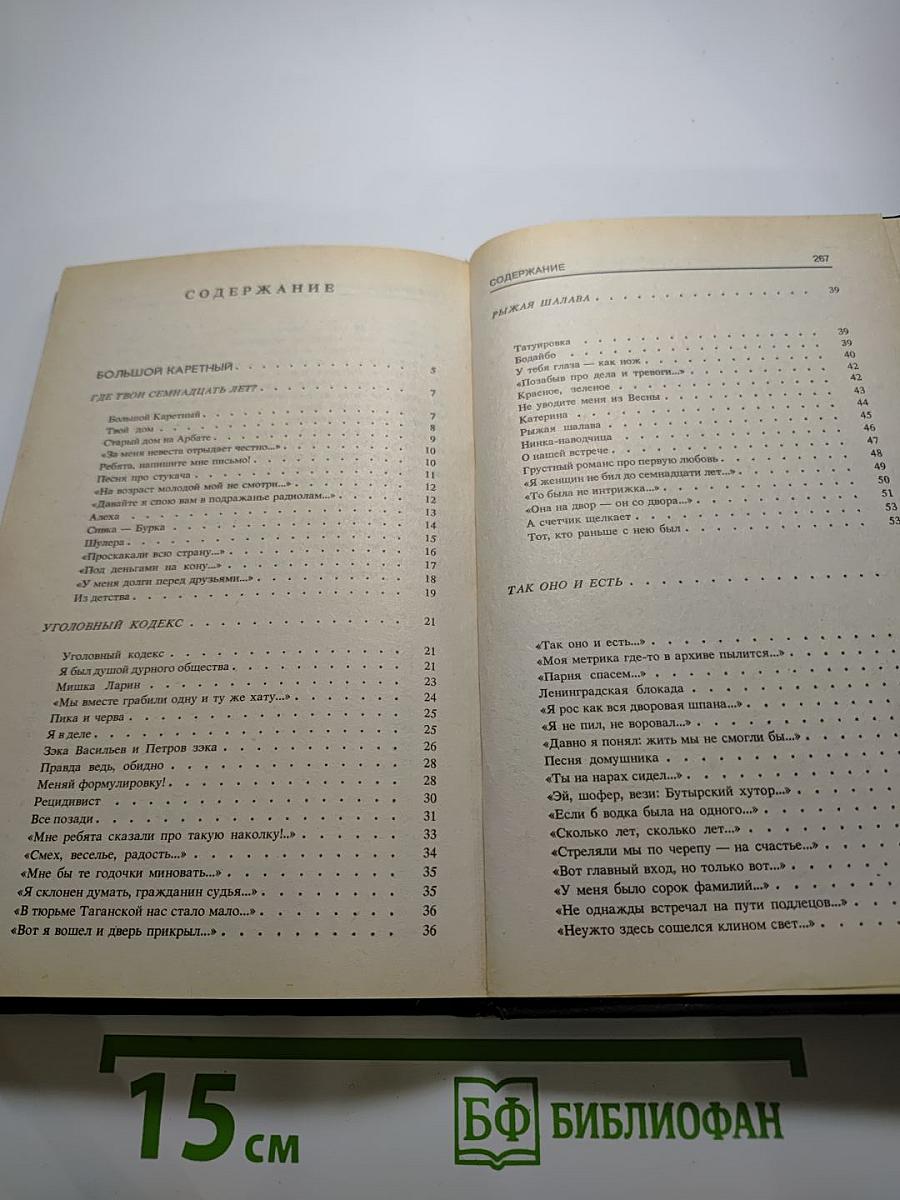 СОДЕРЖАНИЕ
БОЛЬШОЙ КАРЕТНЫЙ . . . . . . . . . . . . 5
ГДЕ ТВОИ СЕМНАДЦАТЬ ЛЕТ? . . . . . . . . . . 7
Большой Каретный . . . . . . . . . . . . 7
Твой дом . . . . . . . . . . . . 8
Старый дом на Арбате . . . . . . . . . . . . 9
«За меня невеста отрыдает честно...» . . . . . . . . 10
Ребята, напишите мне письмо! . . . . . . . . . . 10
Песня про стукача . . . . . . . . . . . . 11
«На возраст молодой мой не смотри...» . . . . . . . . 12
«Давайте я спою вам в подражанье радиолам...» . . . . . 12
Алеха . . . . . . . . . . . . 13
Сивка — Бурка . . . . . . . . . . . . 14
Шулера . . . . . . . . . . . . 15
«Проскакали всю страну...» . . . . . . . . . . 16
«Под деньгами на кону...» . . . . . . . . . . 17
«У меня долги перед друзьями...» . . . . . . . . . 18
Из детства . . . . . . . . . . . . 19
УГОЛОВНЫЙ КОДЕКС . . . . . . . . . . . . 21
Уголовный кодекс . . . . . . . . . . . . 21
Я был душой дурного общества . . . . . . . . . . 21
Мишка Ларин . . . . . . . . . . . . 23
«Мы вместе грабили одну и ту же хату...» . . . . . . 24
Пика и черва . . . . . . . . . . . . 25
Я в деле . . . . . . . . . . . . 25
Зэка Васильев и Петров зэка . . . . . . . . . . 26
Правда ведь, обидно . . . . . . . . . . . . 28
Меняй формулировку! . . . . . . . . . . . . 28
Рецидивист . . . . . . . . . . . . 30
Все позади . . . . . . . . . . . . 31
«Мне ребята сказали про такую наколку!..» . . . . . . 33
«Смех, веселье, радость...» . . . . . . . . . . 34
«Мне бы те годочки миновать...» . . . . . . . . . 35
«Я склонен думать, гражданин судья...» . . . . . . . . 35
«В тюрьме Таганской нас стало мало...» . . . . . . . . 36
«Вот я вошел и дверь прикрыл...» . . . . . . . . . . 36
СОДЕРЖАНИЕ 267
РЫЖАЯ ШАЛАВА . . . . . . . . . . . . 39
Татуировка . . . . . . . . . . . . 39
Бодайбо . . . . . . . . . . . . 39
У тебя глаза — как нож . . . . . . . . . . 40
«Позабыв про дела и тревоги...» . . . . . . . . . 42
Красное, зеленое . . . . . . . . . . . . 42
Не уводите меня из Весны . . . . . . . . . . 43
Катерина . . . . . . . . . . . . 44
Рыжая шалава . . . . . . . . . . . . 45
Нинка-наводчица . . . . . . . . . . . . 46
О нашей встрече . . . . . . . . . . . . 47
Грустный романс про первую любовь . . . . . . . . 48
«Я женщин не бил до семнадцати лет...» . . . . . . . 49
«То была не интрижка...» . . . . . . . . . . 50
«Она на двор — он со двора...» . . . . . . . . . 51
А счетчик щелкает . . . . . . . . . . . . 53
Тот, кто раньше с нею был . . . . . . . . . . 53
ТАК ОНО И ЕСТЬ . . . . . . . . . . . .
«Так оно и есть...» . . . . . . . . . . . .
«Моя метрика где-то в архиве пылится...» . . . . . .
«Парня спасем...» . . . . . . . . . . . .
Ленинградская блокада . . . . . . . . . . . .
«Я рос как вся дворовая шпана...» . . . . . . . .
«Я не пил, не воровал...» . . . . . . . . . .
«Давно я понял: жить мы не смогли бы...» . . . . .
Песня домушника . . . . . . . . . . . .
«Ты на нарах сидел...» . . . . . . . . . .
«Эй, шофер, вези: Бутырский хутор...» . . . . . .
«Если б водка была на одного...» . . . . . . . .
«Сколько лет, сколько лет...» . . . . . . . . .
«Стреляли мы по черепу — на счастье...» . . . . .
«Вот главный вход, но только вот...» . . . . . .
«У меня было сорок фамилий...» . . . . . . . .
«Не однажды встречал на пути подлецов...» . . .
«Неужто здесь сошелся клином свет...» . . . . .
15 см
БФ БИБЛИОФАН